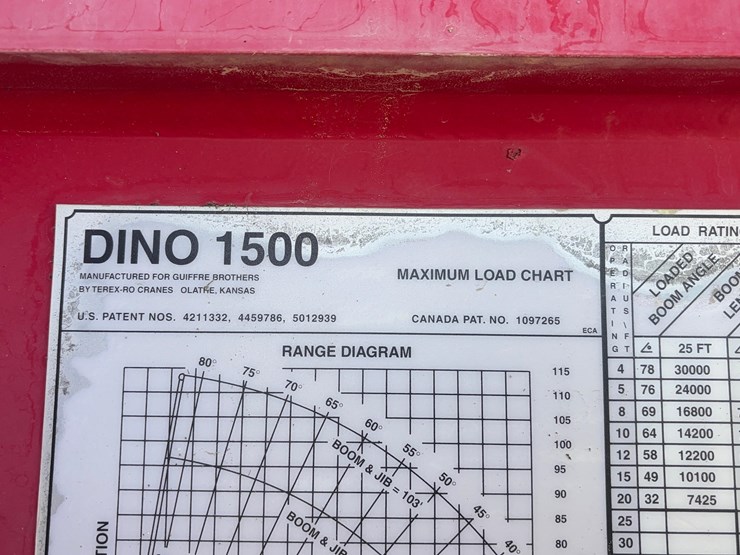 DINO 1500
MANUFACTURED FOR GUIFFRE BROTHERS
BY TEREX-RO CRANES OLATHE, KANSAS
MAXIMUM LOAD CHART
U.S. PATENT NOS. 4211332, 4459786, 5012939
CANADA PAT. NO. 1097265
ECA
RANGE DIAGRAM
80°
75°
70°
65°
60°
55°
50°
45°
40°
BOOM & JIB = 103'
BOOM & JIB
115
110
105
100
95
90
85
80
LOAD RATIN
OPERATING
RADIUS \ FT
LOADED
BOOM ANGLE
BOOM
LEN
25 FT
4 78 30000
5 76 24000
8 69 16800
10 64 14200
12 58 12200
15 49 10100
20 32 7425
25
30